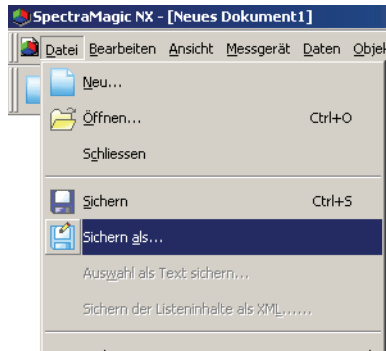 SpectraMagic NX - [Neues Dokument1]
Datei Bearbeiten Ansicht Messgerät Daten
Neu...
Öffnen... Ctrl+O
Schliessen
Sichern Ctrl+S
Sichern als...
Auswahl als Text sichern...
Sichern der Listeninhalte als XML......